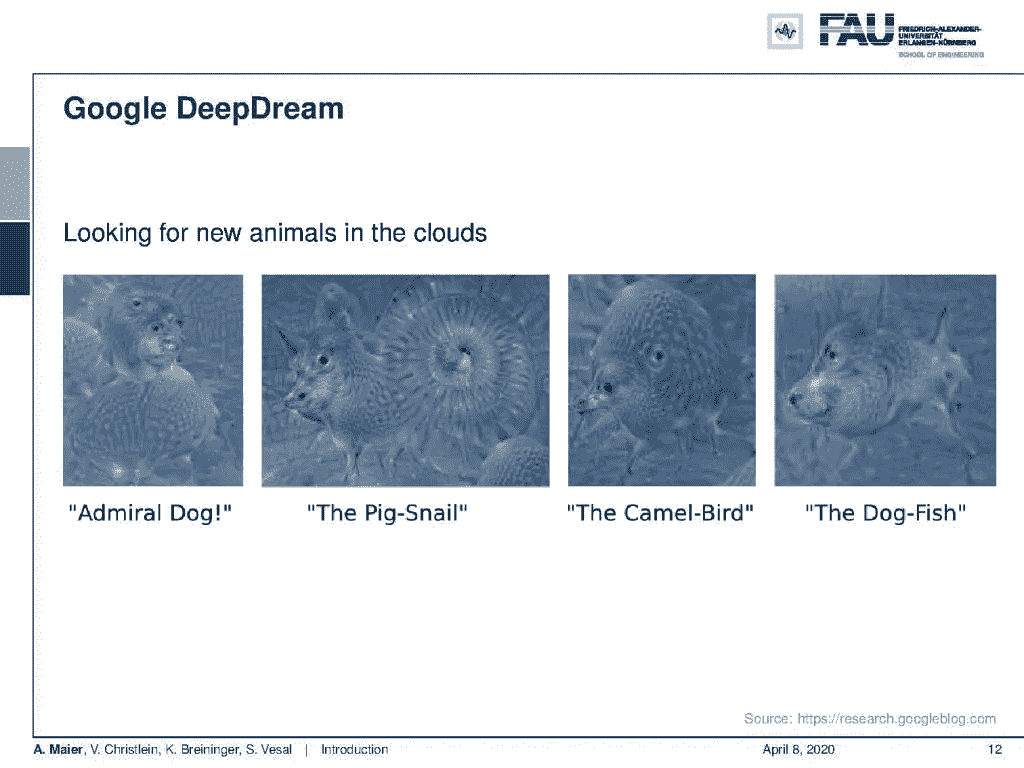 FAU
FRIEDRICH-ALEXANDER-
UNIVERSITÄT
ERLANGEN-NÜRNBERG
SCHOOL OF ENGINEERING
Google DeepDream
Looking for new animals in the clouds
"Admiral Dog!" "The Pig-Snail" "The Camel-Bird" "The Dog-Fish"
Source: https://research.googleblog.com
A. Maier, V. Christlein, K. Breininger, S. Vesal | Introduction April 8, 2020 12